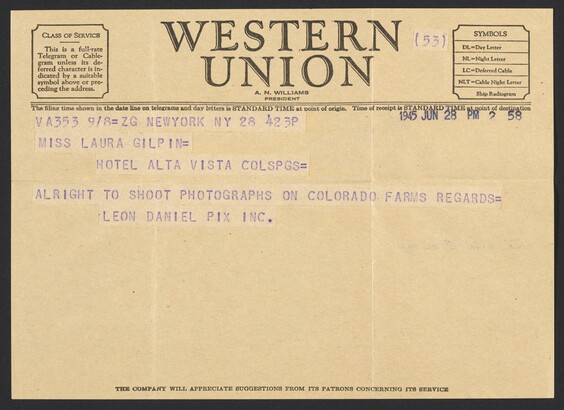 CLASS OF SERVICE
This is a full-rate
Telegram or Cable-
gram unless its de-
ferred character is in-
dicated by a suitable
symbol above or pre-
ceding the address.
WESTERN
UNION
A. N. WILLIAMS
PRESIDENT
(53)
SYMBOLS
DL=Day Letter
NL=Night Letter
LC=Deferred Cable
NLT=Cable Night Letter
Ship Radiogram
The filing time shown in the date line on telegrams and day letters is STANDARD TIME at point of origin. Time of receipt is STANDARD TIME at point of destination
VA353 9/8=ZG NEWYORK NY 28 423P
1945 JUN 28 PM 2 58
MISS LAURA GILPIN=
HOTEL ALTA VISTA COLSPGS=
ALRIGHT TO SHOOT PHOTOGRAPHS ON COLORADO FARMS REGARDS=
LEON DANIEL PIX INC.
THE COMPANY WILL APPRECIATE SUGGESTIONS FROM ITS PATRONS CONCERNING ITS SERVICE